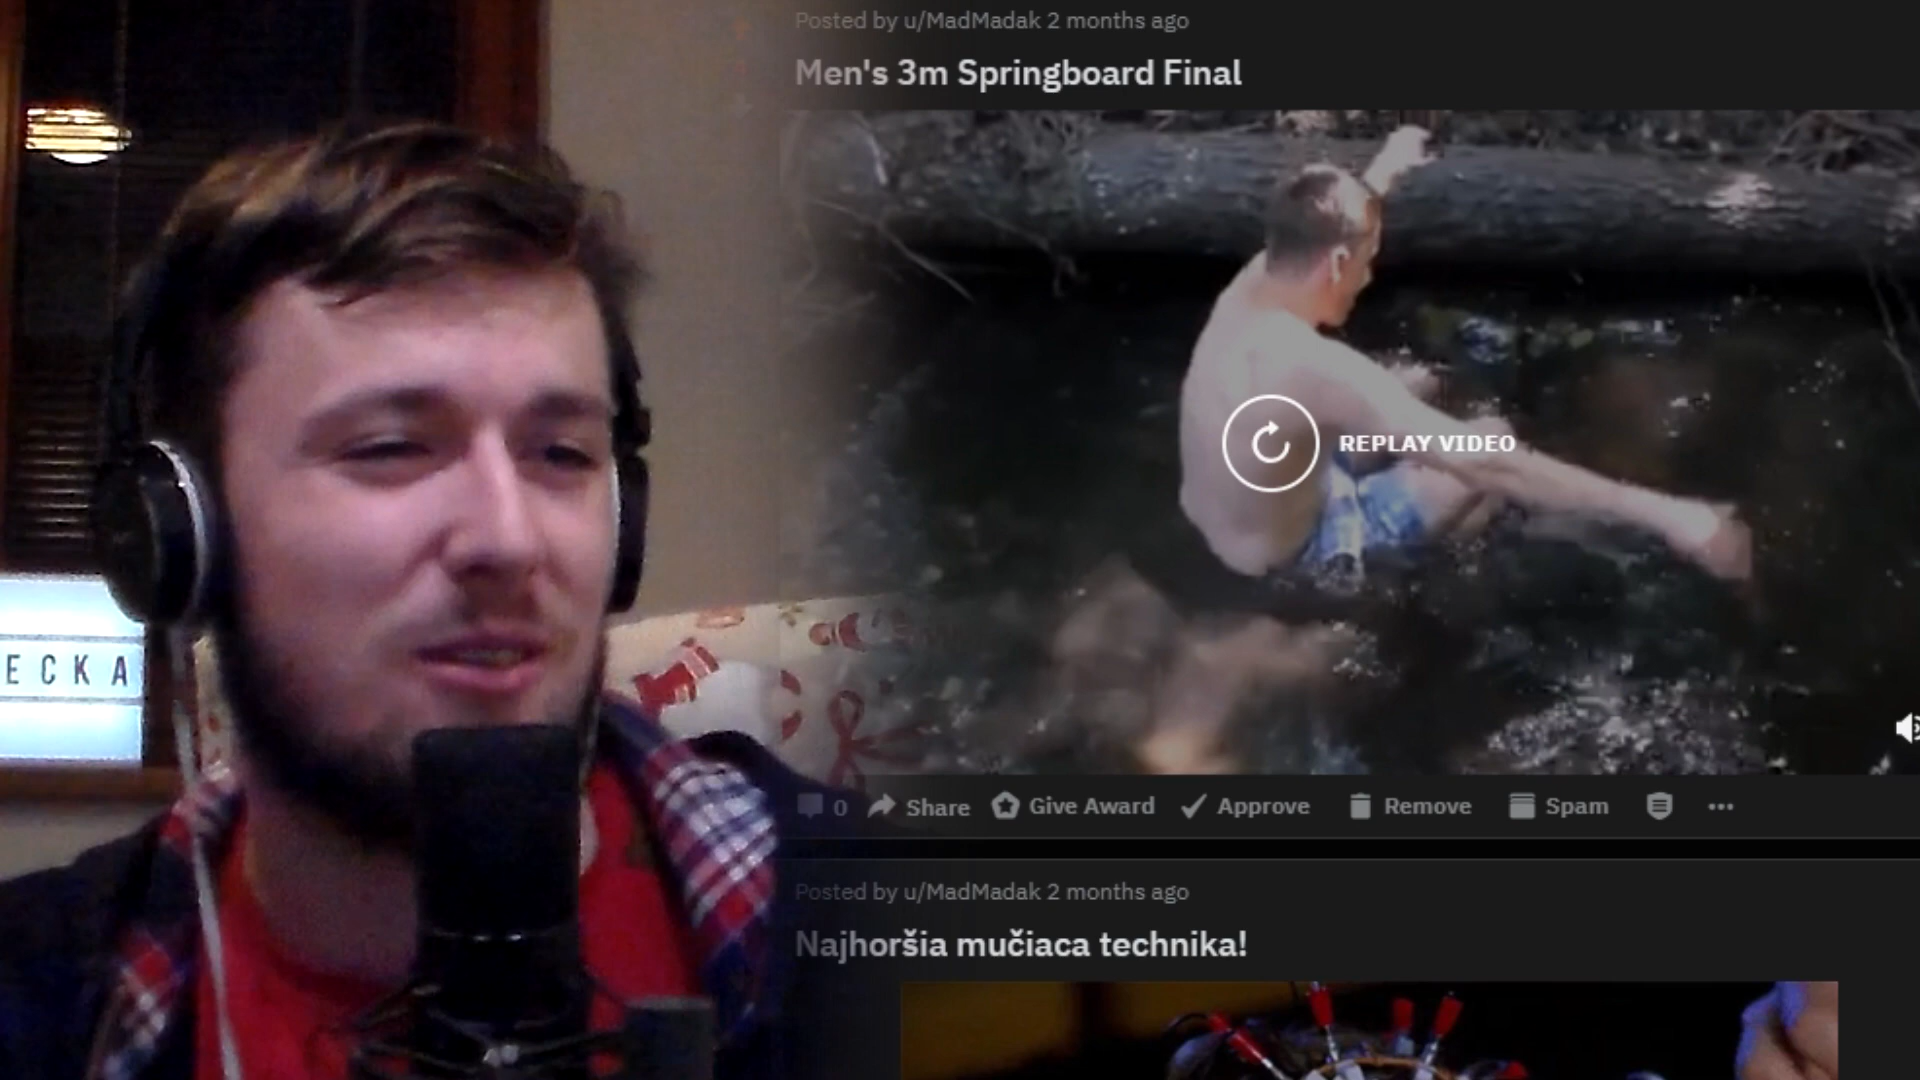 Posted by u/MadMadak 2 months ago
Men's 3m Springboard Final
REPLAY VIDEO
ECKA
0 Share Give Award Approve Remove Spam
Posted by u/MadMadak 2 months ago
Najhoršia mučiaca technika!